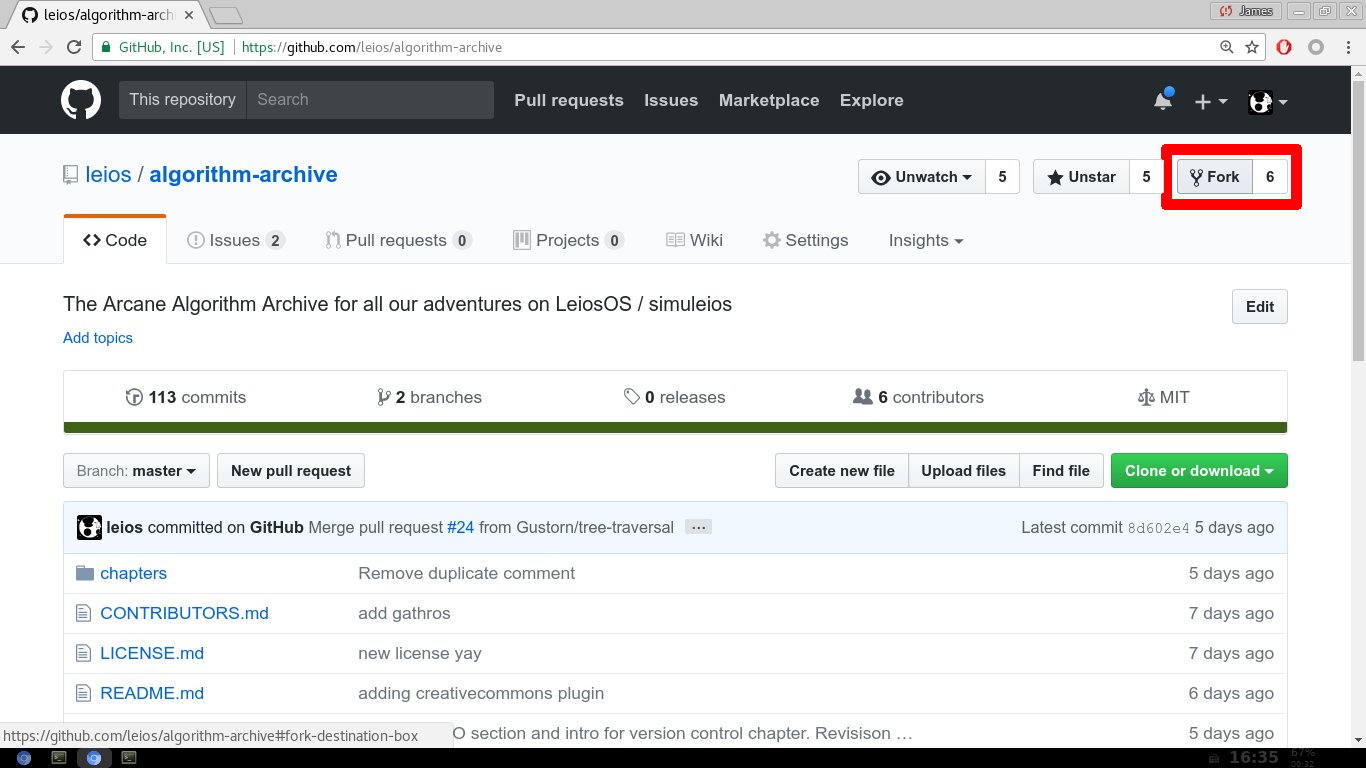 leios/algorithm-arch
James
GitHub, Inc. [US] https://github.com/leios/algorithm-archive
This repository Search Pull requests Issues Marketplace Explore
leios / algorithm-archive Unwatch 5 Unstar 5 Fork 6
Code Issues 2 Pull requests 0 Projects 0 Wiki Settings Insights
The Arcane Algorithm Archive for all our adventures on LeiosOS / simuleios Edit
Add topics
113 commits 2 branches 0 releases 6 contributors MIT
Branch: master New pull request Create new file Upload files Find file Clone or download
leios committed on GitHub Merge pull request #24 from Gustorn/tree-traversal … Latest commit 8d602e4 5 days ago
chapters Remove duplicate comment 5 days ago
CONTRIBUTORS.md add gathros 7 days ago
LICENSE.md new license yay 7 days ago
README.md adding creativecommons plugin 6 days ago
O section and intro for version control chapter. Revisison … 5 days ago
https://github.com/leios/algorithm-archive#fork-destination-box
16:35 67%
00:32